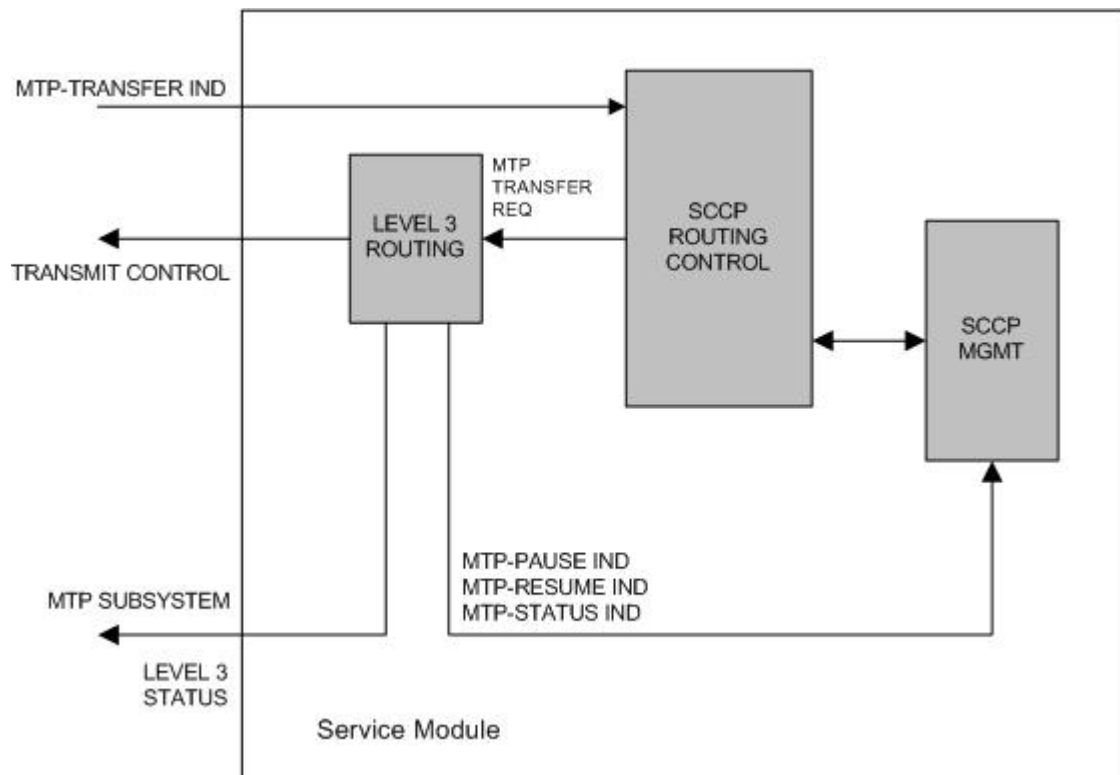 MTP-TRANSFER IND
MTP
TRANSFER
REQ
LEVEL 3
ROUTING
SCCP
ROUTING
CONTROL
TRANSMIT CONTROL
SCCP
MGMT
MTP-PAUSE IND
MTP-RESUME IND
MTP-STATUS IND
MTP SUBSYSTEM
LEVEL 3
STATUS
Service Module